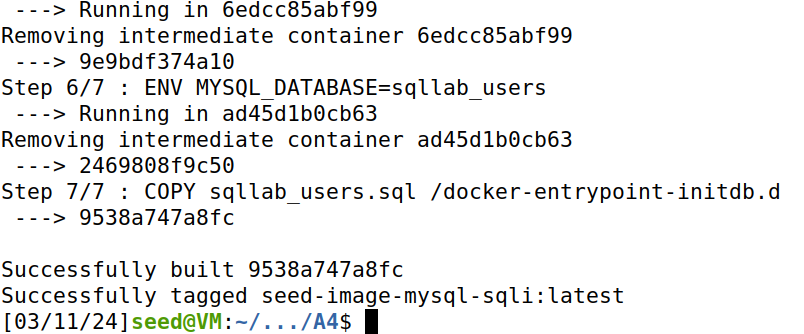 ---> Running in 6edcc85abf99
Removing intermediate container 6edcc85abf99
---> 9e9bdf374a10
Step 6/7 : ENV MYSQL_DATABASE=sqllab_users
---> Running in ad45d1b0cb63
Removing intermediate container ad45d1b0cb63
---> 2469808f9c50
Step 7/7 : COPY sqllab_users.sql /docker-entrypoint-initdb.d
---> 9538a747a8fc
Successfully built 9538a747a8fc
Successfully tagged seed-image-mysql-sqli:latest
[03/11/24]seed@VM:~/.../A4$